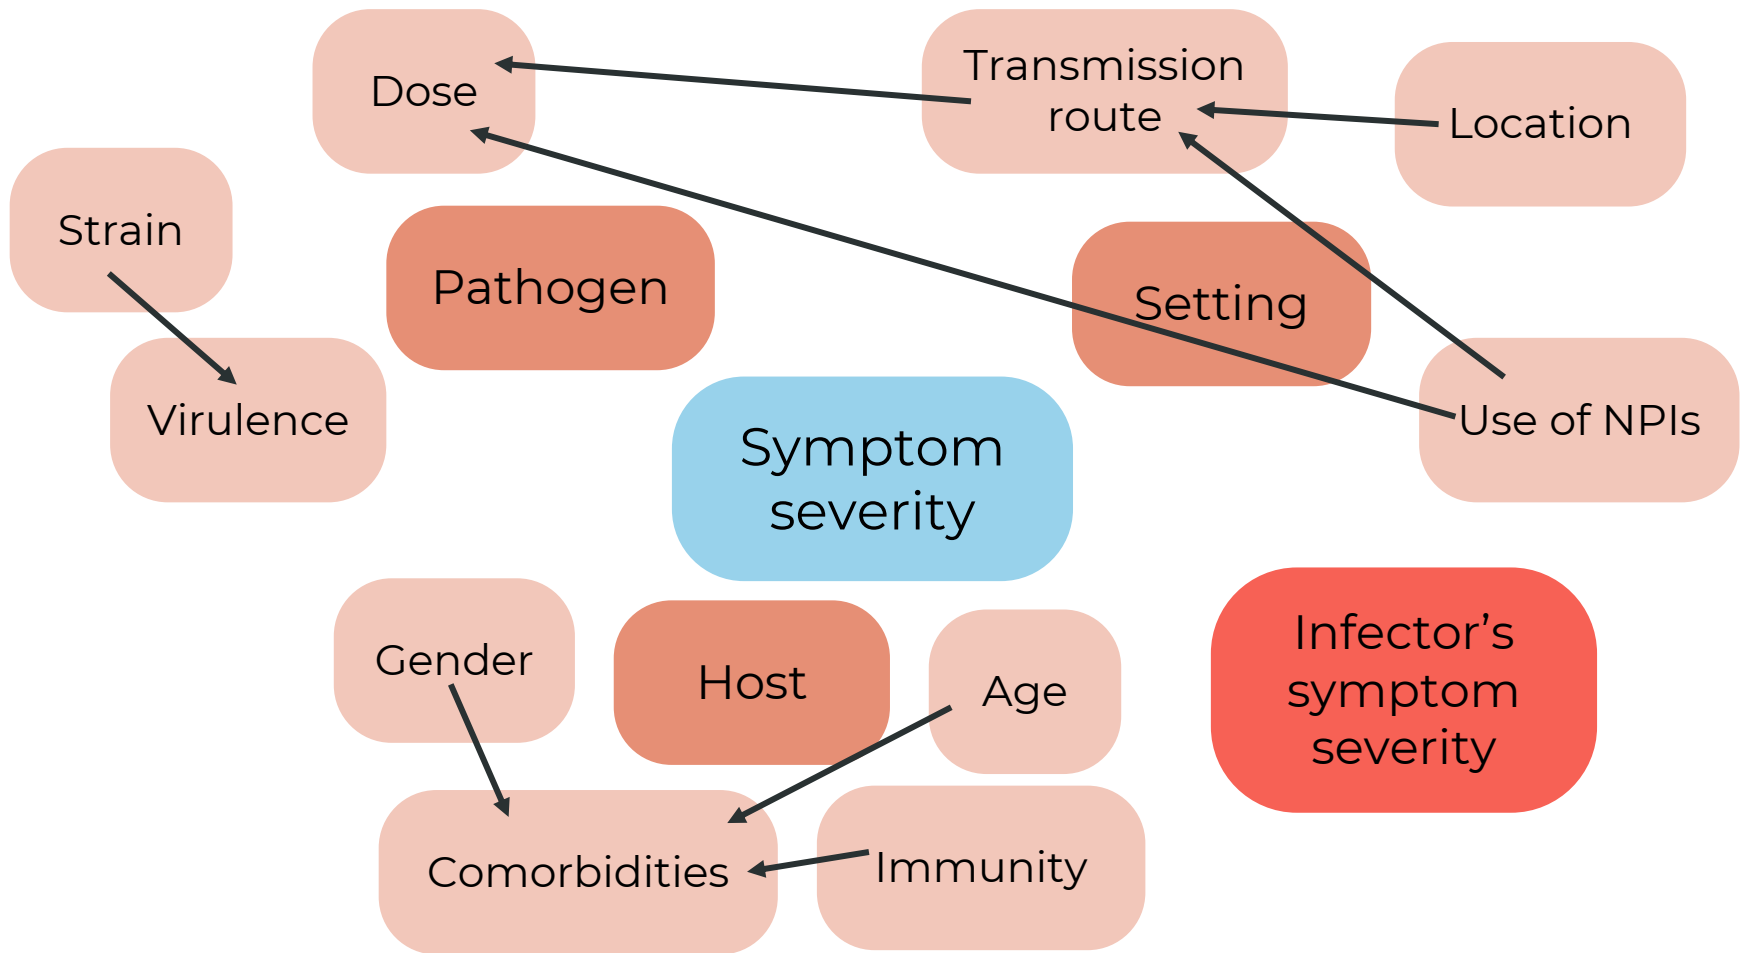 Dose
Transmission
route
Location
Strain
Pathogen
Setting
Virulence
Use of NPIs
Symptom
severity
Gender
Host
Age
Infector’s
symptom
severity
Comorbidities
Immunity